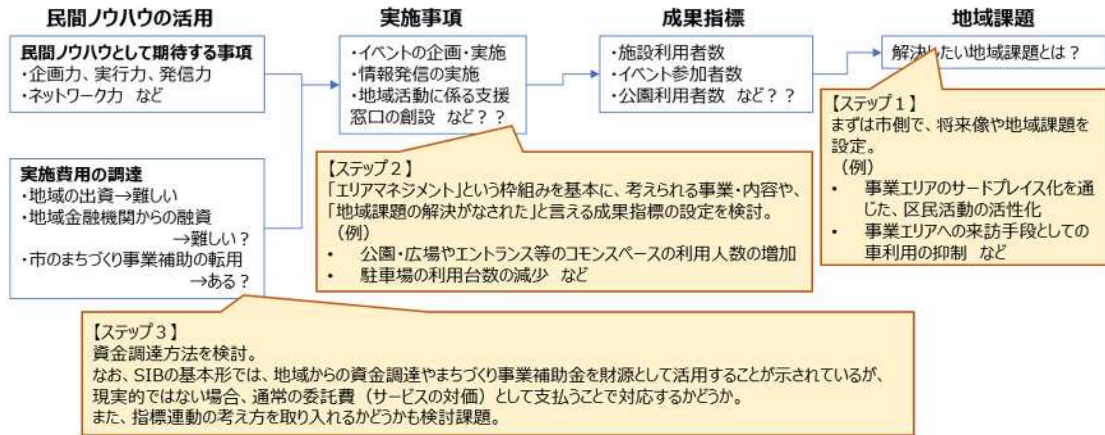 民間ノウハウの活用
実施事項
成果指標
地域課題
民間ノウハウとして期待する事項
・企画力、実行力、発信力
・ネットワーク力 など
・イベントの企画・実施
・情報発信の実施
・地域活動に係る支援
窓口の創設 など？？
・施設利用者数
・イベント参加者数
・公園利用者数 など？？
解決したい地域課題とは？
実施費用の調達
・地域の出資→難しい
・地域金融機関からの融資
→難しい？
・市のまちづくり事業補助の転用
→ある？
【ステップ１】
まずは市側で、将来像や地域課題を
設定。
（例）
• 事業エリアのサードプレイス化を通
じた、区民活動の活性化
• 事業エリアへの来訪手段としての
車利用の抑制 など
【ステップ２】
「エリアマネジメント」という枠組みを基本に、考えられる事業・内容や、
「地域課題の解決がなされた」と言える成果指標の設定を検討。
（例）
• 公園・広場やエントランス等のコモンスペースの利用人数の増加
• 駐車場の利用台数の減少 など
【ステップ３】
資金調達方法を検討。
なお、SIBの基本形では、地域からの資金調達やまちづくり事業補助金を財源として活用することが示されているが、
現実的ではない場合、通常の委託費（サービスの対価）として支払うことで対応するかどうか。
また、指標連動の考え方を取り入れるかどうかも検討課題。